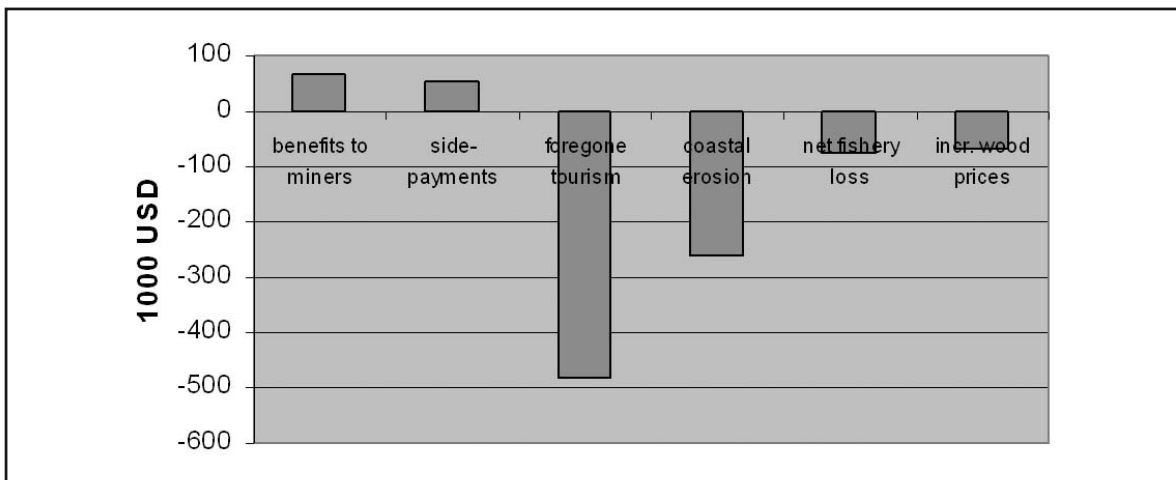 100
0
-100
-200
-300
-400
-500
-600
1000 USD
benefits to
miners
side-
payments
foregone
tourism
coastal
erosion
net fishery
loss
incr. wood
prices